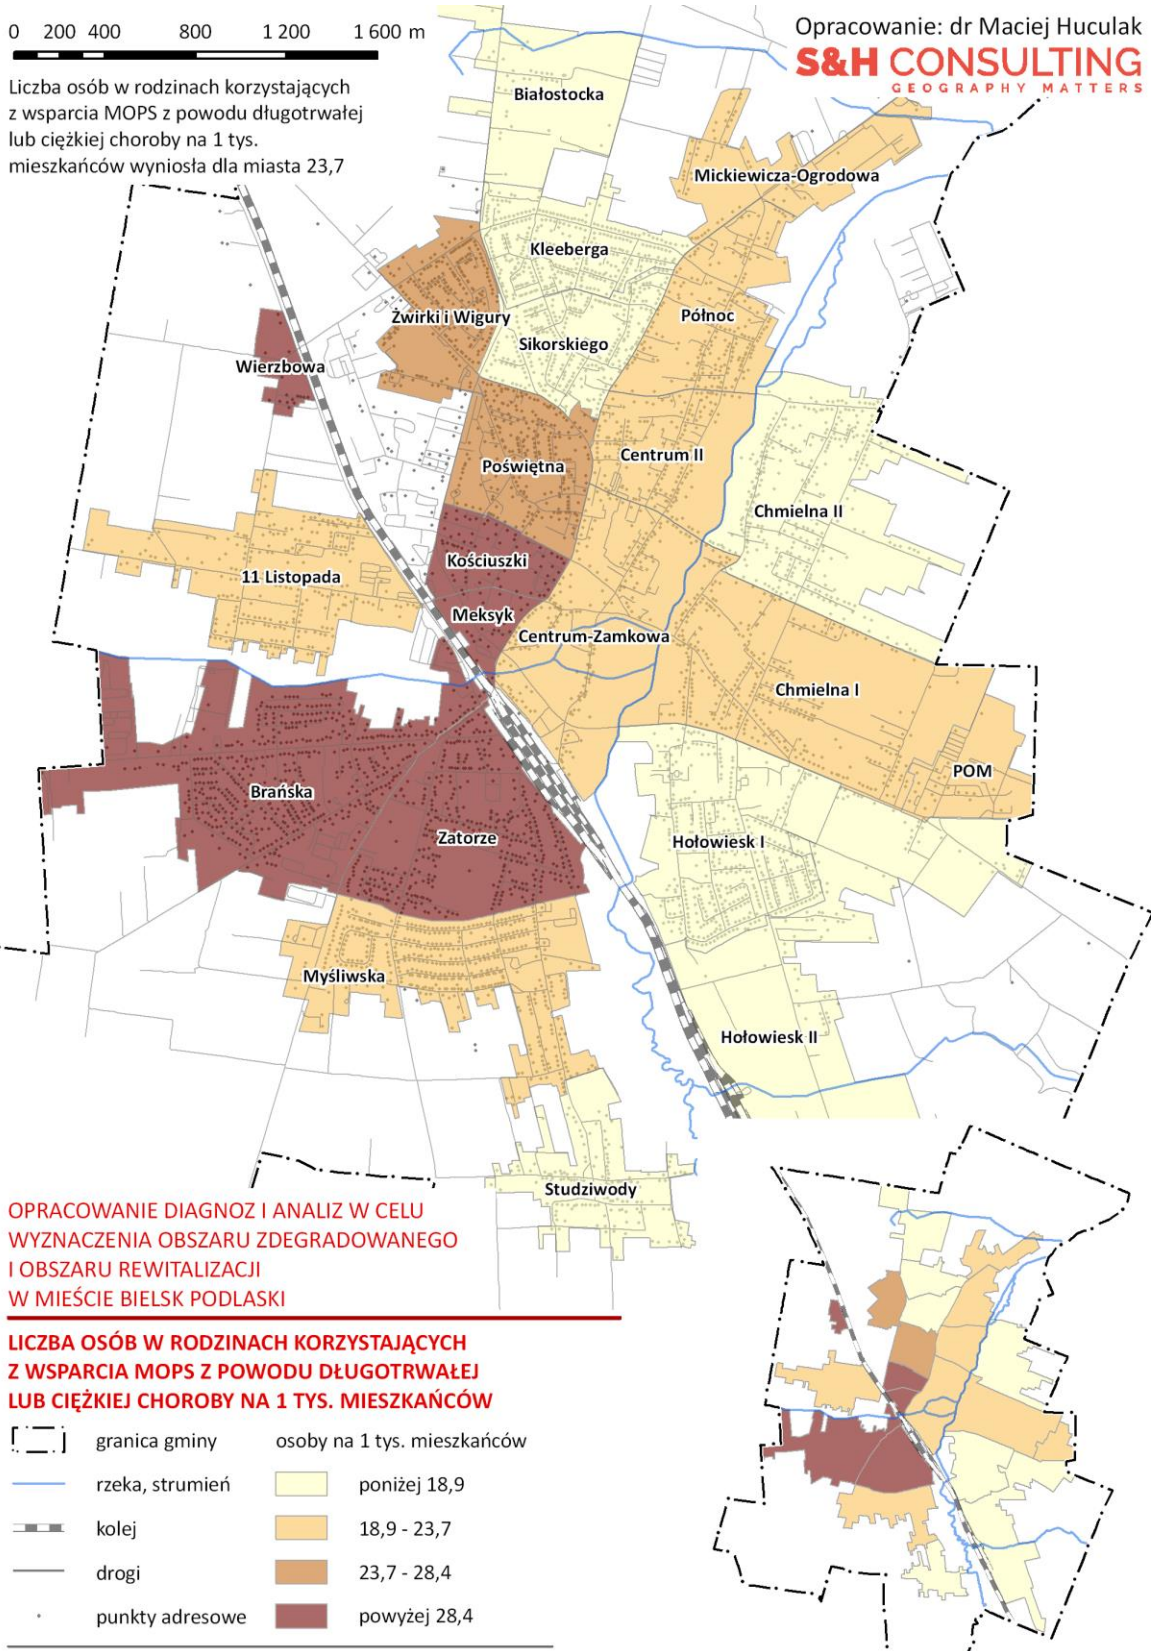 0 200 400 800 1 200 1 600 m
Liczba osób w rodzinach korzystających
z wsparcia MOPS z powodu długotrwałej
lub ciężkiej choroby na 1 tys.
mieszkańców wyniosła dla miasta 23,7
Opracowanie: dr Maciej Huculak
S&H CONSULTING
GEOGRAPHY MATTERS
Białostocka
Mickiewicza-Ogrodowa
Kleeberga
Żwirki i Wigury
Północ
Sikorskiego
Wierzbowa
Centrum II
Poświętna
Chmielna II
Kościuszki
11 Listopada
Meksyk
Centrum-Zamkowa
Chmielna I
POM
Brańska
Zatorze
Hołowiesk I
Myśliwska
Hołowiesk II
Studziwody
OPRACOWANIE DIAGNOZ I ANALIZ W CELU
WYZNACZENIA OBSZARU ZDEGRADOWANEGO
I OBSZARU REWITALIZACJI
W MIEŚCIE BIELSK PODLASKI
LICZBA OSÓB W RODZINACH KORZYSTAJĄCYCH
Z WSPARCIA MOPS Z POWODU DŁUGOTRWAŁEJ
LUB CIĘŻKIEJ CHOROBY NA 1 TYS. MIESZKAŃCÓW
granica gminy
rzeka, strumień
kolej
drogi
punkty adresowe
osoby na 1 tys. mieszkańców
poniżej 18,9
18,9 - 23,7
23,7 - 28,4
powyżej 28,4